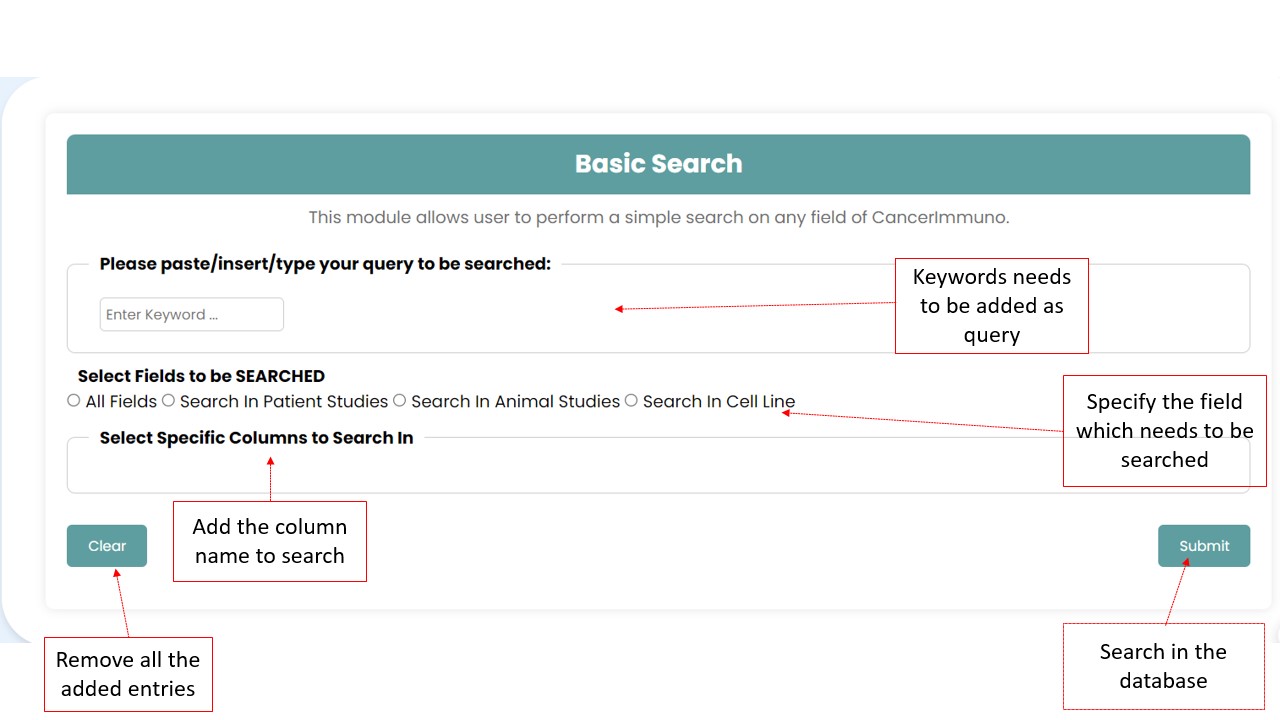 Basic Search
This module allows user to perform a simple search on any field of CancerImmuno.
Please paste/insert/type your query to be searched:
Enter Keyword ...
Keywords needs
to be added as
query
Select Fields to be SEARCHED
All Fields Search In Patient Studies Search In Animal Studies Search In Cell Line
Specify the field
which needs to be
searched
Select Specific Columns to Search In
Add the column
name to search
Clear
Submit
Remove all the
added entries
Search in the
database